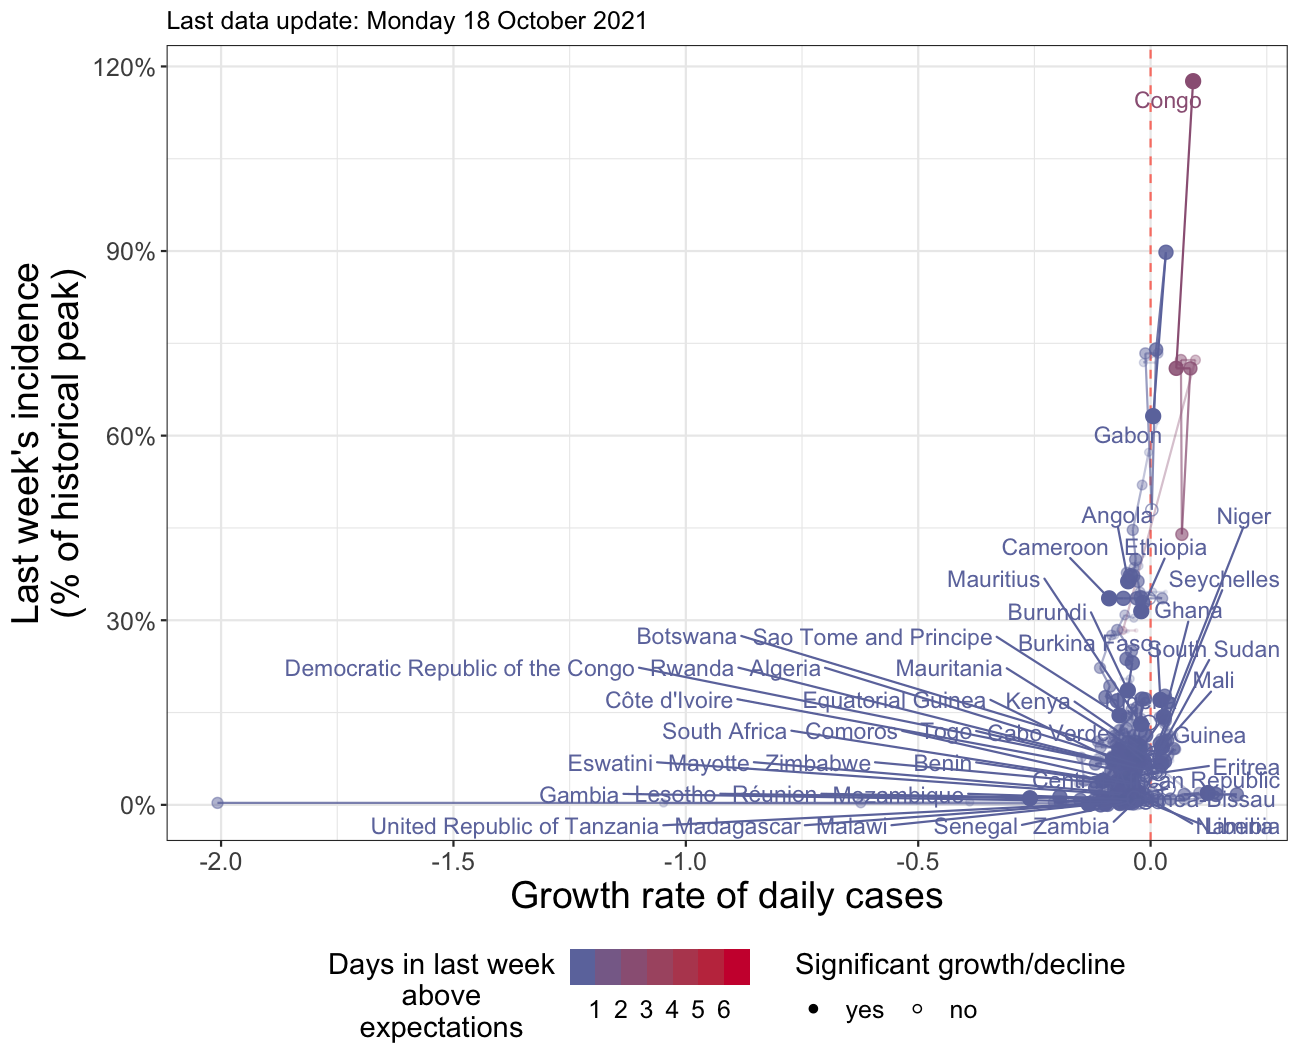 Last data update: Monday 18 October 2021
120%
90%
60%
30%
0%
Last week's incidence
(% of historical peak)
Congo
Gabon
Angola
Niger
Cameroon
Ethiopia
Mauritius
Seychelles
Burundi
Ghana
Botswana
Sao Tome and Principe
Burkina Faso
South Sudan
Democratic Republic of the Congo
Rwanda
Algeria
Mauritania
Mali
Côte d'Ivoire
Equatorial Guinea
Kenya
South Africa
Comoros
Togo
Cabo Verde
Guinea
Eswatini
Mayotte
Zimbabwe
Benin
Eritrea
Republic
Gambia
Lesotho
Réunion
Mozambique
Bissau
United Republic of Tanzania
Madagascar
Malawi
Senegal
Zambia
-2.0
-1.5
-1.0
-0.5
0.0
Growth rate of daily cases
Days in last week
above
expectations
1 2 3 4 5 6
Significant growth/decline
yes
no